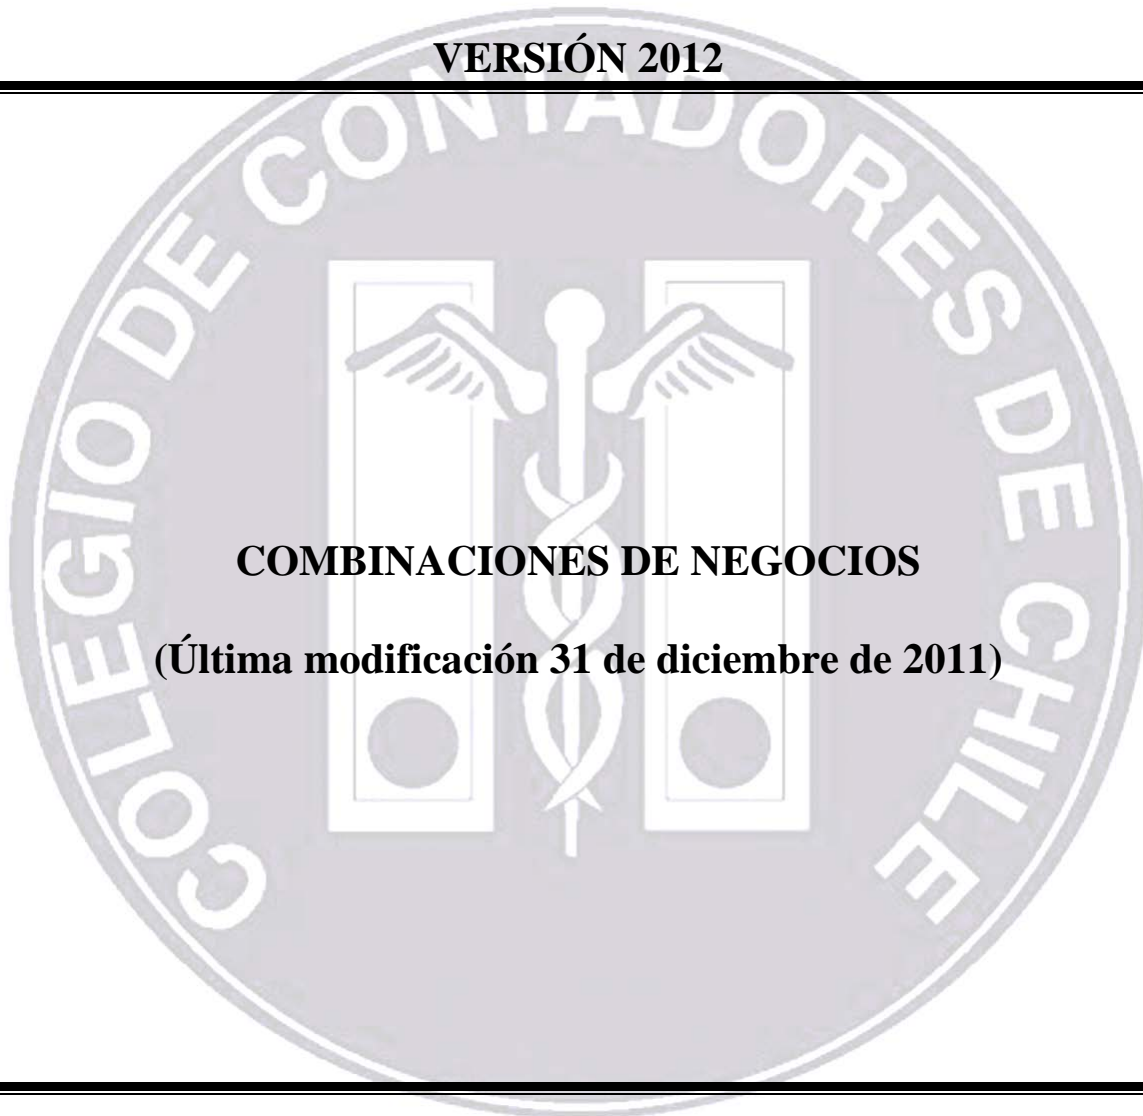 VERSIÓN 2012
COLEGIO DE CONTADORES DE CHILE
COMBINACIONES DE NEGOCIOS
(Última modificación 31 de diciembre de 2011)